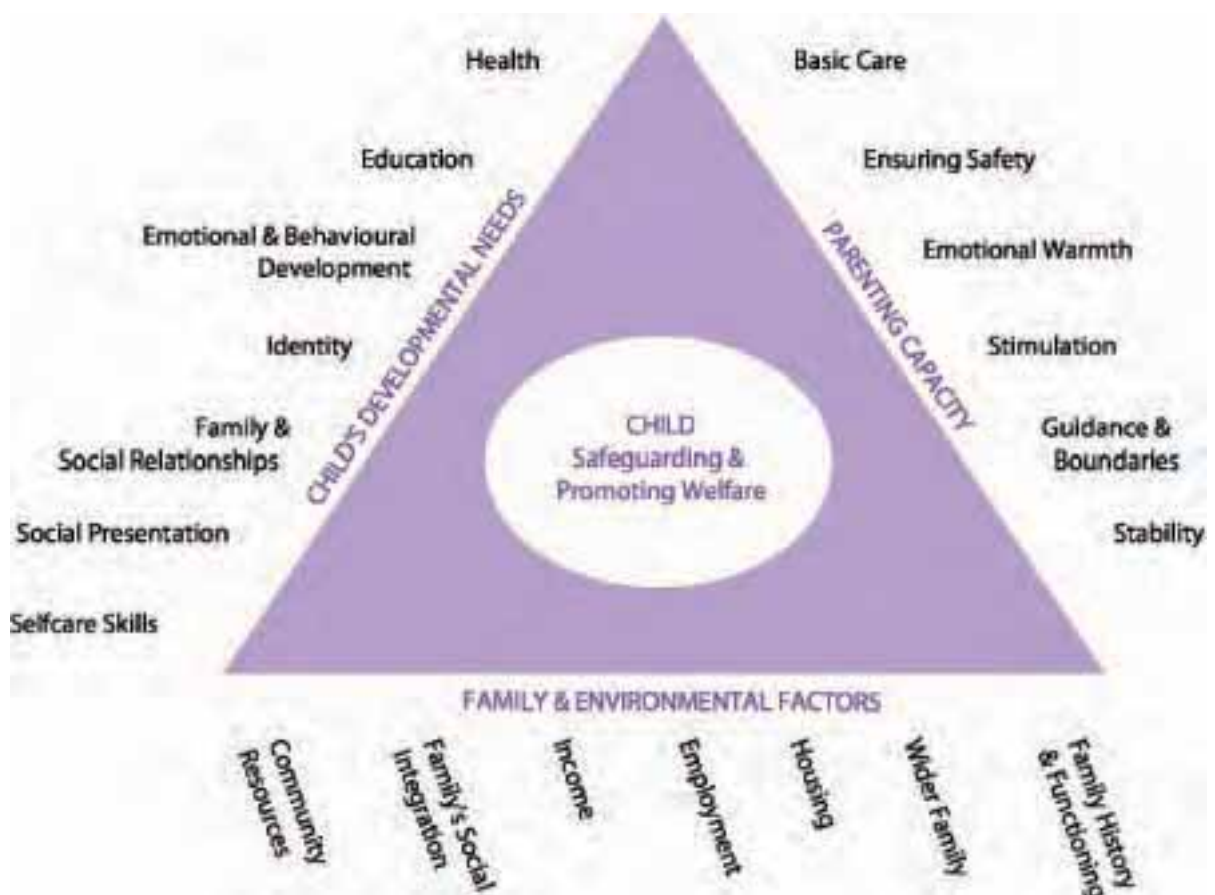 Health
Basic Care
Education
Ensuring Safety
Emotional & Behavioural
Development
Emotional Warmth
Identity
Stimulation
Family &
Social Relationships
Guidance &
Boundaries
Social Presentation
Stability
Selfcare Skills
CHILD'S DEVELOPMENTAL NEEDS
PARENTING CAPACITY
CHILD
Safeguarding &
Promoting Welfare
FAMILY & ENVIRONMENTAL FACTORS
Community
Resources
Family's Social
Integration
Income
Employment
Housing
Wider Family
Family History
& Functioning